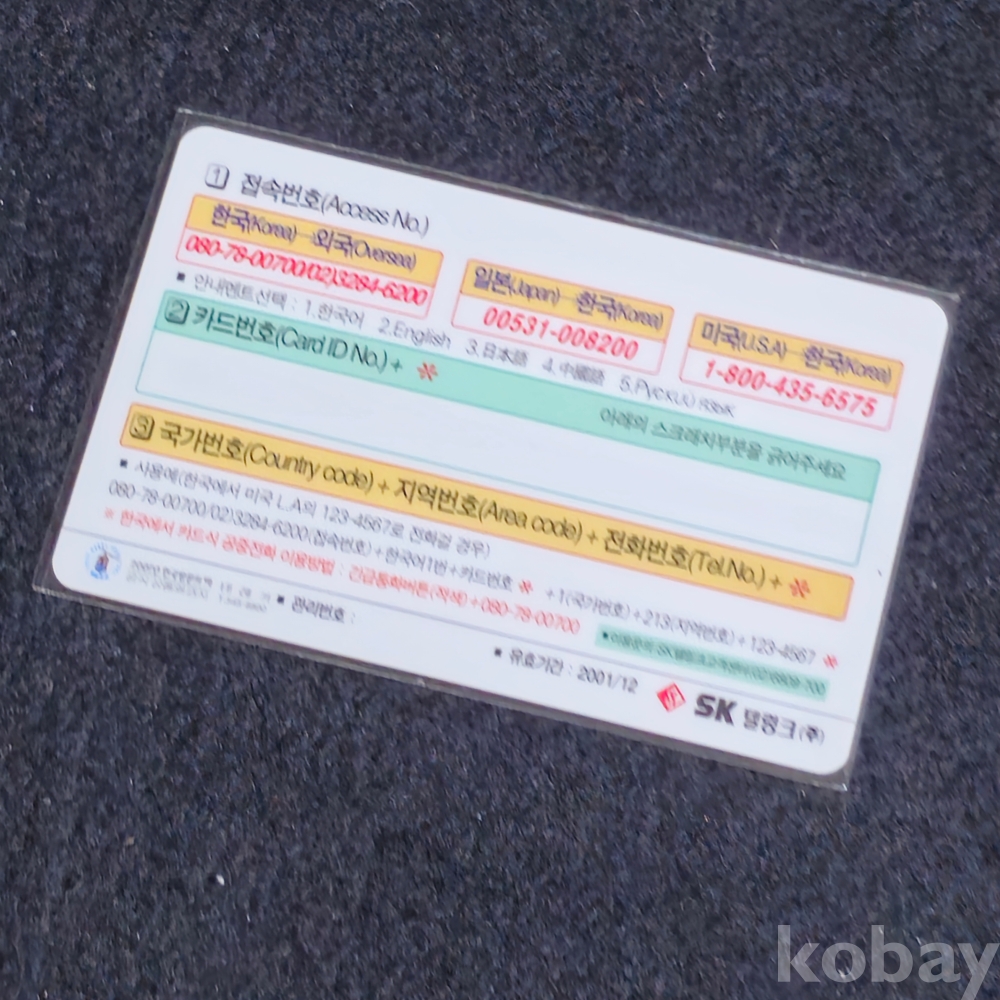 1 접속번호(Access No.)
한국(Korea) 외국(Oversea)
080-78-00700/02)3284-6200
일본(Japan) 한국(Korea)
00531-008200
미국(U.S.A) 한국(Korea)
1-800-435-6575
■ 안내멘트선택 : 1.한국어 2.English 3.日本語 4.中國語
2 카드번호(Card ID No.) + ※
아래의 스크래치부분을 긁어주세요
3 국가번호(Country code) + 지역번호(Area code) + 전화번호(Tel.No.) + ※
■ 사용예(한국에서 미국 L.A의 123-4567로 전화걸 경우)
080-78-00700/02)3284-6200(접속번호) + 한국어1번 + 카드번호 ※ +1(국가번호) + 213(지역번호) + 123-4567 ※
※ 한국에서 카드식 공중전화 이용방법 : 긴급통화버튼(적색) + 080-78-00700
■ 관리번호 :
■ 유효기간 : 2001/12
SK 텔링크(주)
kobay